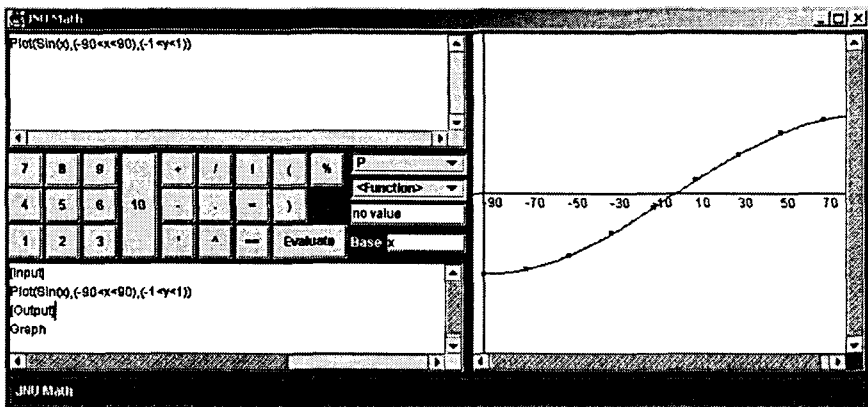 JNU Math
Plot(Sin(x),(-90<x<90),(-1<y<1))
7 8 9 10 + / ! ( % P
<Function>
4 5 6 - . = ) no value
1 2 3 ' ^ == Evaluate Base x
[Input]
Plot(Sin(x),(-90<x<90),(-1<y<1))
[Output]
Graph
-90 -70 -50 -30 -10 10 30 50 70
JNU Math